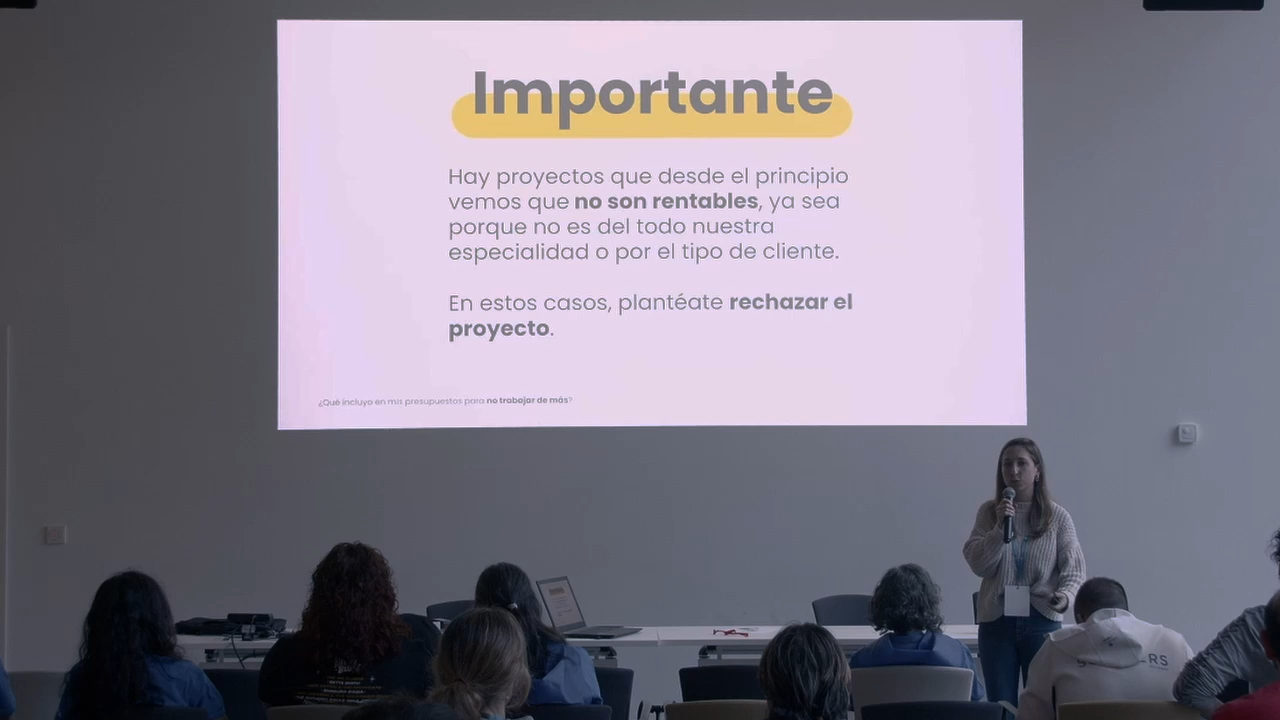 Importante
Hay proyectos que desde el principio
vemos que no son rentables, ya sea
porque no es del todo nuestra
especialidad o por el tipo de cliente.
En estos casos, plantéate rechazar el
proyecto.
¿Qué incluyo en mis presupuestos para no trabajar de más?